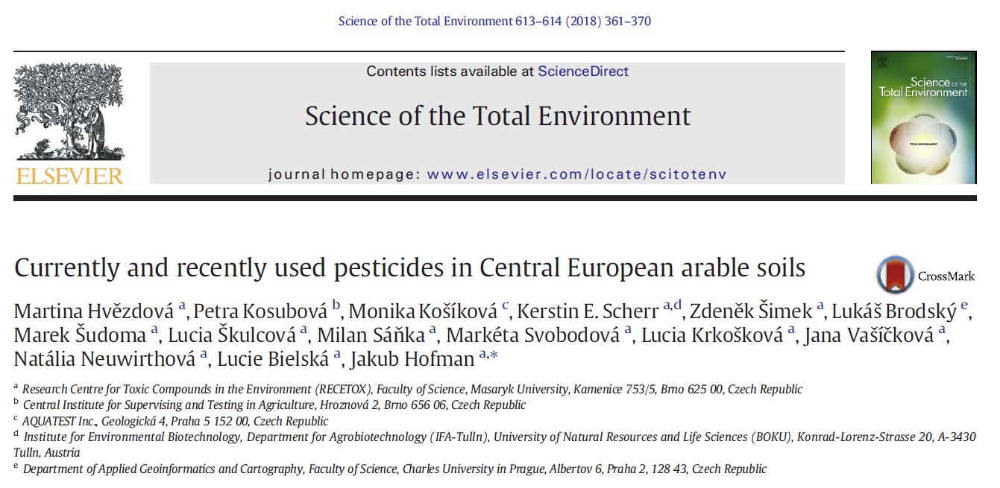 Science of the Total Environment 613–614 (2018) 361–370
Contents lists available at ScienceDirect
Science of the Total Environment
journal homepage: www.elsevier.com/locate/scitotenv
ELSEVIER
Science OF THE
Total Environment
TOTAL ENVIRONMENT
Currently and recently used pesticides in Central European arable soils
CrossMark
Martina Hvězdová a, Petra Kosubová b, Monika Košíková c, Kerstin E. Scherr a,d, Zdeněk Šimek a, Lukáš Brodský e,
Marek Šudoma a, Lucia Škulcová a, Milan Sáňka a, Markéta Svobodová a, Lucia Krkošková a, Jana Vašíčková a,
Natália Neuwirthová a, Lucie Bielská a, Jakub Hofman a,*
a Research Centre for Toxic Compounds in the Environment (RECETOX), Faculty of Science, Masaryk University, Kamenice 753/5, Brno 625 00, Czech Republic
b Central Institute for Supervising and Testing in Agriculture, Hroznová 2, Brno 656 06, Czech Republic
c AQUATEST Inc., Geologická 4, Praha 5 152 00, Czech Republic
d Institute for Environmental Biotechnology, Department for Agrobiotechnology (IFA-Tulln), University of Natural Resources and Life Sciences (BOKU), Konrad-Lorenz-Strasse 20, A-3430
Tulln, Austria
e Department of Applied Geoinformatics and Cartography, Faculty of Science, Charles University in Prague, Albertov 6, Praha 2, 128 43, Czech Republic